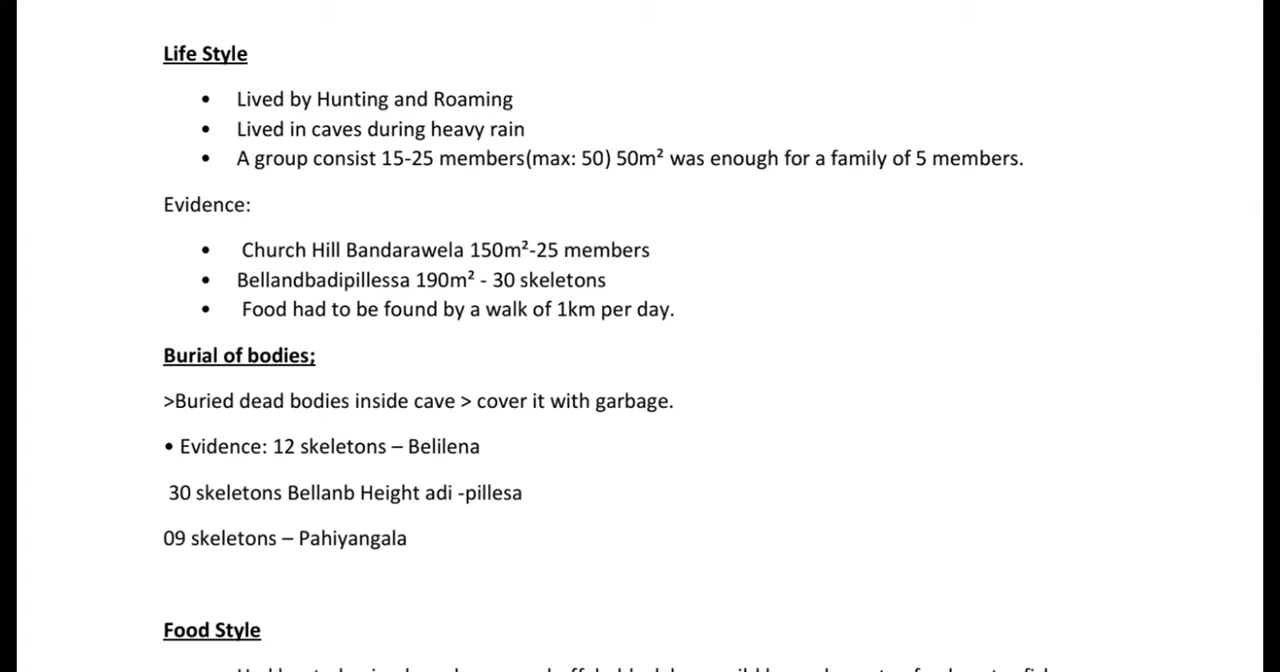 Life Style
• Lived by Hunting and Roaming
• Lived in caves during heavy rain
• A group consist 15-25 members(max: 50) 50m² was enough for a family of 5 members.
Evidence:
• Church Hill Bandarawela 150m²-25 members
• Bellandbadipillessa 190m² - 30 skeletons
• Food had to be found by a walk of 1km per day.
Burial of bodies;
>Buried dead bodies inside cave > cover it with garbage.
• Evidence: 12 skeletons – Belilena
30 skeletons Bellanb Height adi -pillesa
09 skeletons – Pahiyangala
Food Style